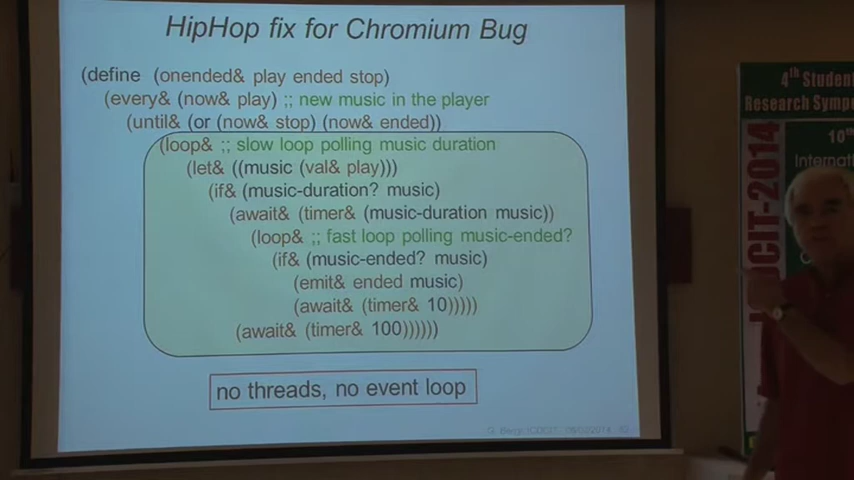 HipHop fix for Chromium Bug
(define (onended& play ended stop)
(every& (now& play) ;; new music in the player
(until& (or (now& stop) (now& ended))
(loop& ;; slow loop polling music duration
(let& ((music (val& play)))
(if& (music-duration? music)
(await& (timer& (music-duration music))
(loop& ;; fast loop polling music-ended?
(if& (music-ended? music)
(emit& ended music)
(await& (timer& 10)))))
(await& (timer& 100))))))
no threads, no event loop
4th Student
Research Sympo
10th
Internati
CIT-2014